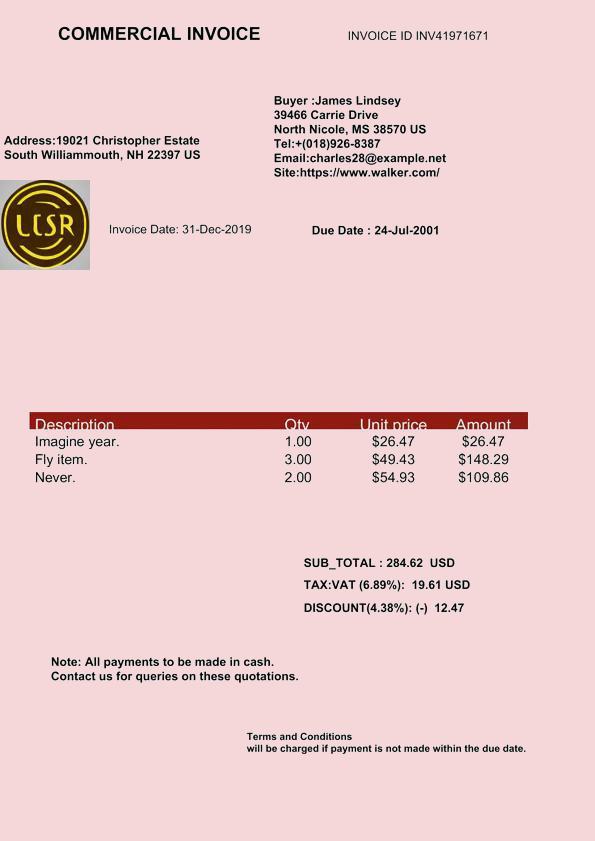 COMMERCIAL INVOICE
INVOICE ID INV41971671
Buyer :James Lindsey
39466 Carrie Drive
North Nicole, MS 38570 US
Tel:+(018)926-8387
Email:charles28@example.net
Site:https://www.walker.com/
Address:19021 Christopher Estate
South Williammouth, NH 22397 US
LCSR
Invoice Date: 31-Dec-2019
Due Date : 24-Jul-2001
Description Qty Unit price Amount
Imagine year. 1.00 $26.47 $26.47
Fly item. 3.00 $49.43 $148.29
Never. 2.00 $54.93 $109.86
SUB_TOTAL : 284.62 USD
TAX:VAT (6.89%): 19.61 USD
DISCOUNT(4.38%): (-) 12.47
Note: All payments to be made in cash.
Contact us for queries on these quotations.
Terms and Conditions
will be charged if payment is not made within the due date.